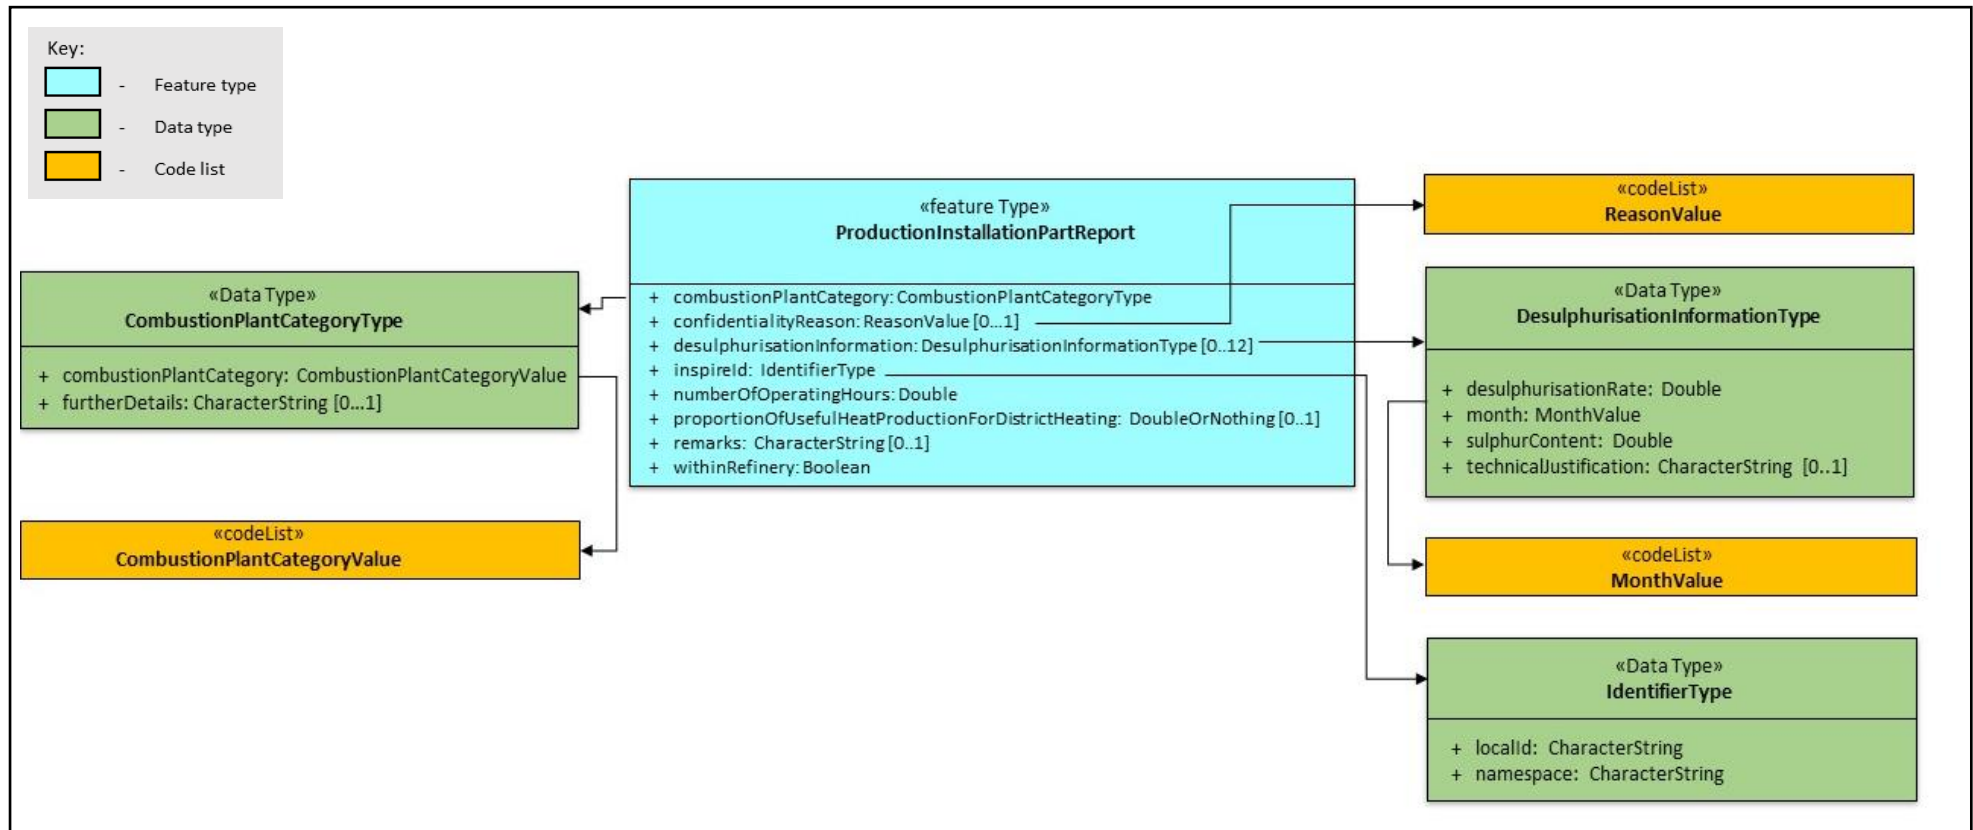 Key:
- Feature type
- Data type
- Code list
«feature Type»
ProductionInstallationPartReport
+ combustionPlantCategory: CombustionPlantCategoryType
+ confidentialityReason: ReasonValue [0...1]
+ desulphurisationInformation: DesulphurisationInformationType [0..12]
+ inspireId: IdentifierType
+ numberOfOperatingHours: Double
+ proportionOfUsefulHeatProductionForDistrictHeating: DoubleOrNothing [0..1]
+ remarks: CharacterString [0..1]
+ withinRefinery: Boolean
«Data Type»
CombustionPlantCategoryType
+ combustionPlantCategory: CombustionPlantCategoryValue
+ furtherDetails: CharacterString [0...1]
«codeList»
CombustionPlantCategoryValue
«codeList»
ReasonValue
«Data Type»
DesulphurisationInformationType
+ desulphurisationRate: Double
+ month: MonthValue
+ sulphurContent: Double
+ technicalJustification: CharacterString [0..1]
«codeList»
MonthValue
«Data Type»
IdentifierType
+ localId: CharacterString
+ namespace: CharacterString